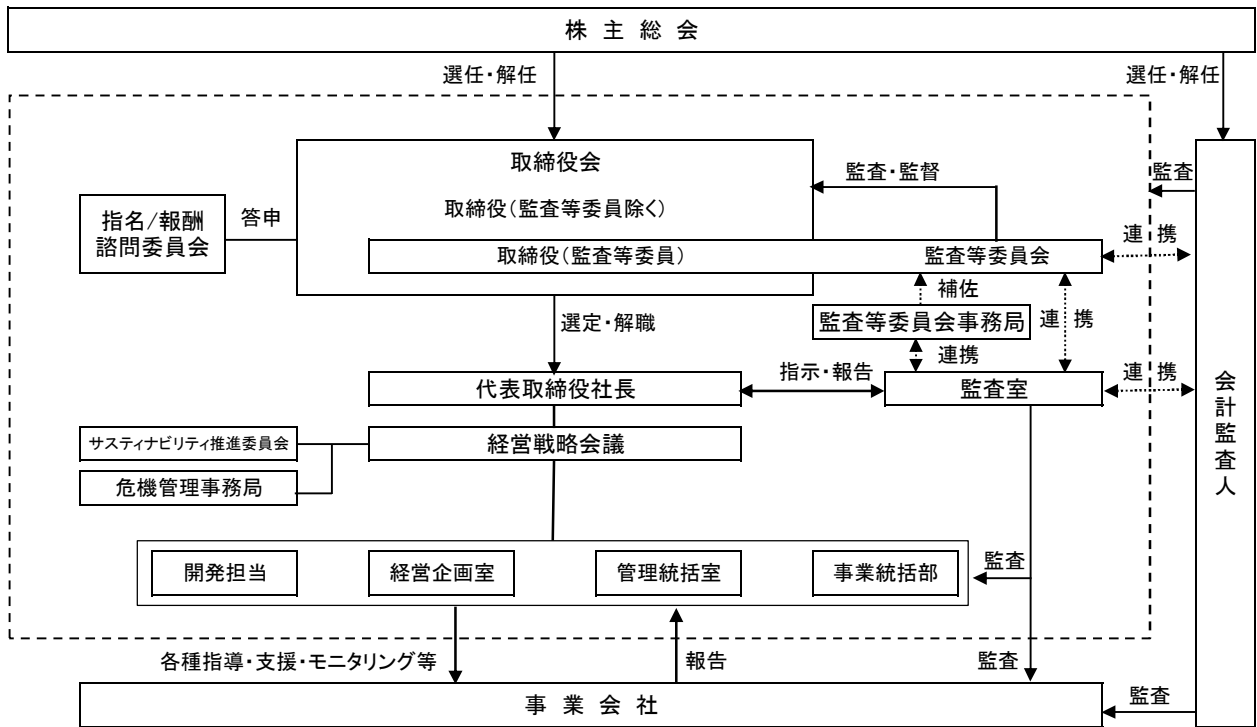 株 主 総 会
選任・解任
選任・解任
取締役会
監査・監督
監査
取締役（監査等委員除く）
指名/報酬
諮問委員会
答申
連 携
取締役（監査等委員）
監査等委員会
補佐
選定・解職
監査等委員会事務局
連 携
連携
指示・報告
連 携
代表取締役社長
監査室
会計監査人
サスティナビリティ推進委員会
経営戦略会議
危機管理事務局
開発担当
経営企画室
管理統括室
事業統括部
監査
各種指導・支援・モニタリング等
報告
監査
事 業 会 社
監査